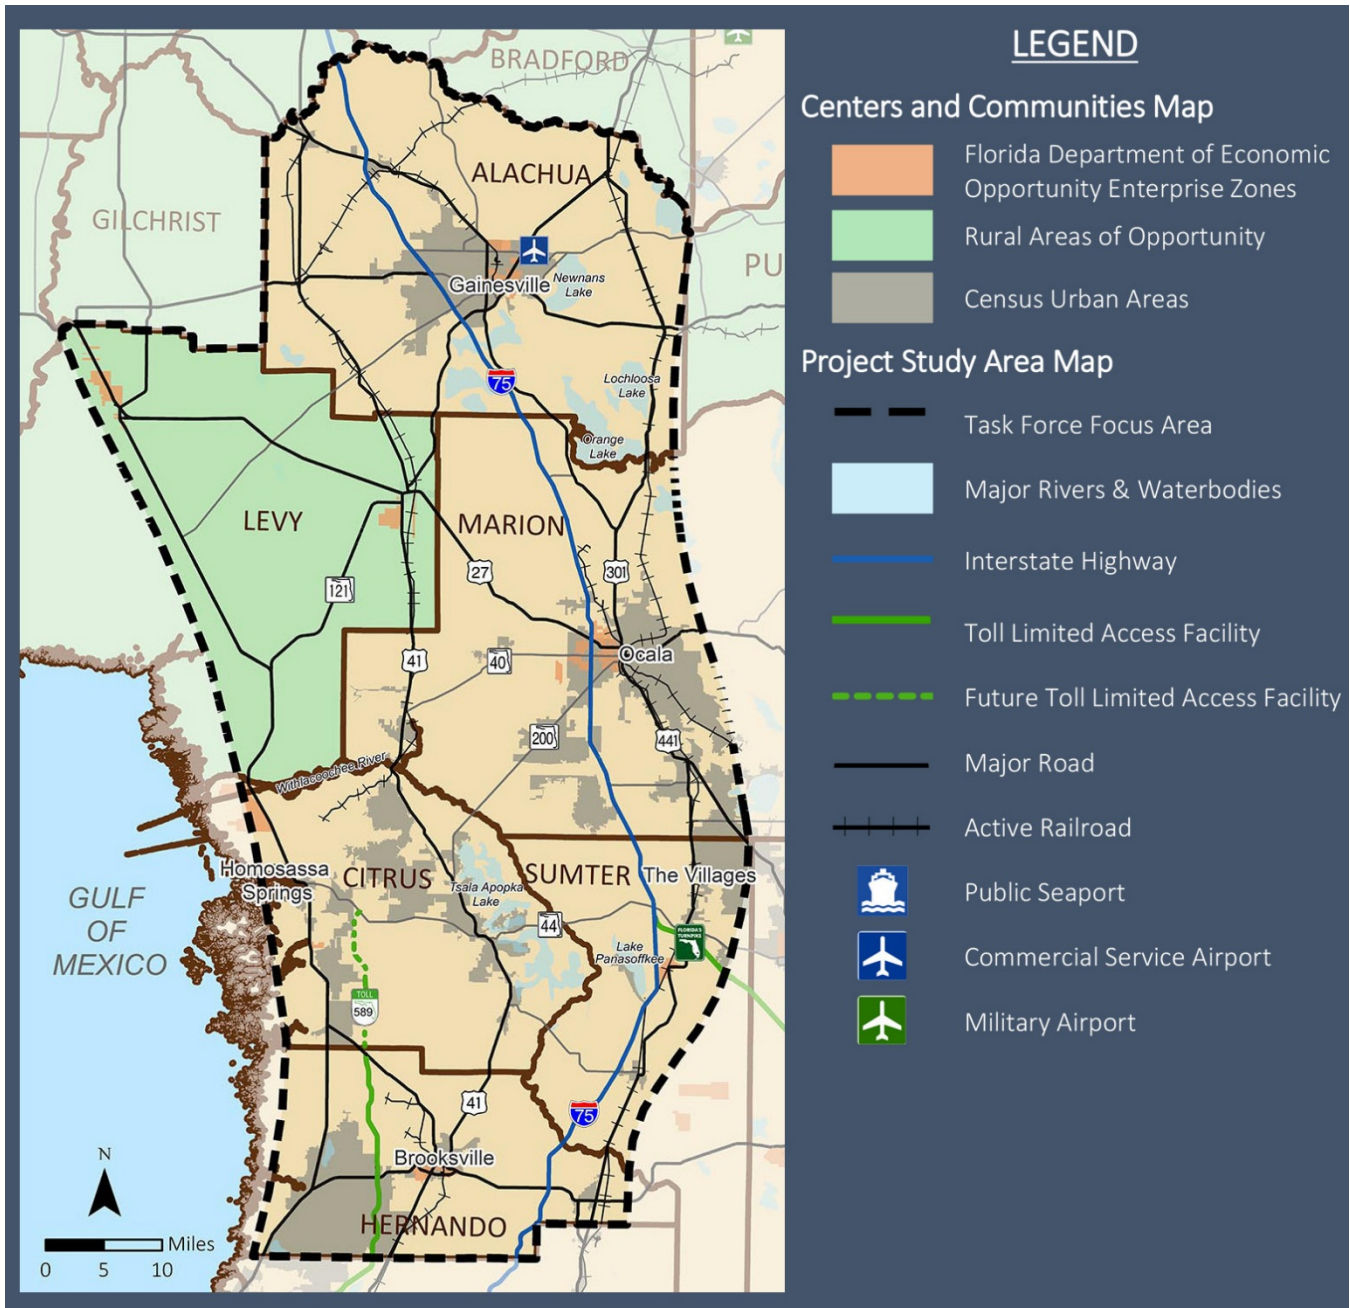 BRADFORD
ALACHUA
GILCHRIST
PU
Gainesville
Newnans
Lake
75
Lochloosa
Lake
Orange
Lake
LEVY
MARION
121
27
301
41
40
Ocala
200
441
Withlacoochee River
Homosassa
Springs
CITRUS
Tsala Apopka
Lake
SUMTER
The Villages
44
FLORIDA'S
TURNPIKE
Lake
Panasoffkee
GULF
OF
MEXICO
TOLL
589
41
75
Brooksville
HERNANDO
N
Miles
0 5 10
LEGEND
Centers and Communities Map
Florida Department of Economic
Opportunity Enterprise Zones
Rural Areas of Opportunity
Census Urban Areas
Project Study Area Map
Task Force Focus Area
Major Rivers & Waterbodies
Interstate Highway
Toll Limited Access Facility
Future Toll Limited Access Facility
Major Road
Active Railroad
Public Seaport
Commercial Service Airport
Military Airport